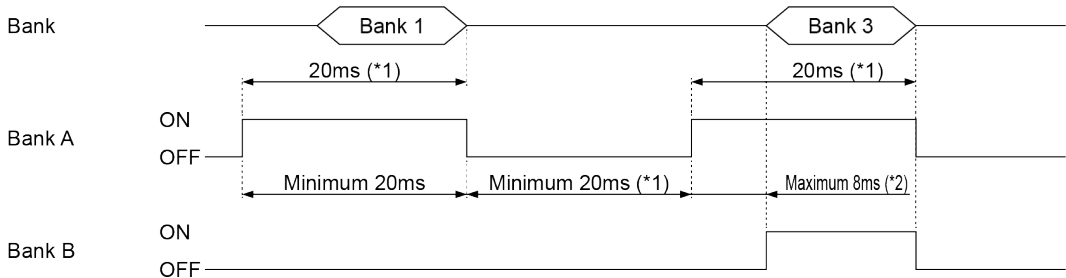 Bank
Bank 1
Bank 3
20ms (*1)
20ms (*1)
Bank A
ON
OFF
Minimum 20ms
Minimum 20ms (*1)
Maximum 8ms (*2)
Bank B
ON
OFF